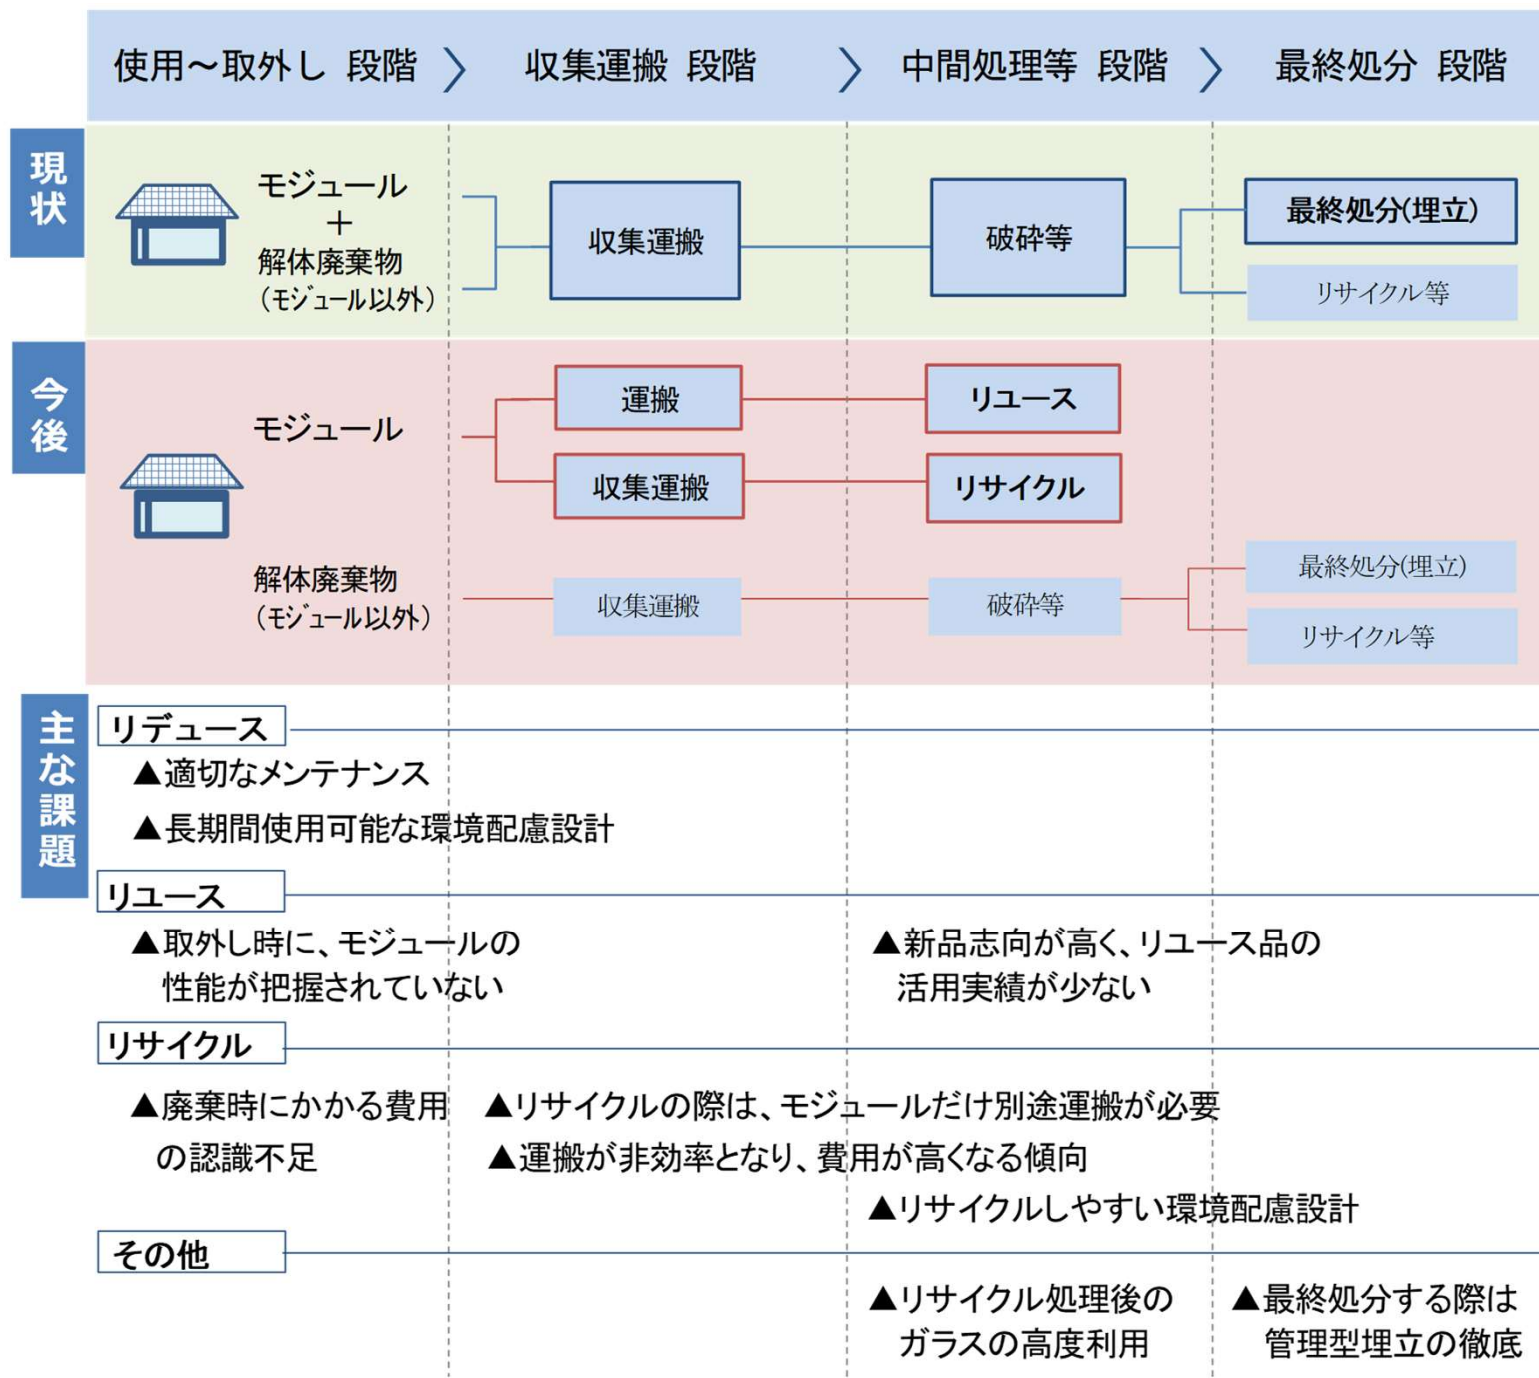 使用～取外し 段階
収集運搬 段階
中間処理等 段階
最終処分 段階
現状
モジュール
＋
解体廃棄物
（ﾓｼﾞｭｰﾙ以外）
収集運搬
破砕等
最終処分(埋立)
リサイクル等
今後
モジュール
運搬
リユース
収集運搬
リサイクル
解体廃棄物
（ﾓｼﾞｭｰﾙ以外）
収集運搬
破砕等
最終処分(埋立)
リサイクル等
主な課題
リデュース
▲適切なメンテナンス
▲長期間使用可能な環境配慮設計
リユース
▲取外し時に、モジュールの
性能が把握されていない
▲新品志向が高く、リユース品の
活用実績が少ない
リサイクル
▲廃棄時にかかる費用
の認識不足
▲リサイクルの際は、モジュールだけ別途運搬が必要
▲運搬が非効率となり、費用が高くなる傾向
▲リサイクルしやすい環境配慮設計
その他
▲リサイクル処理後の
ガラスの高度利用
▲最終処分する際は
管理型埋立の徹底